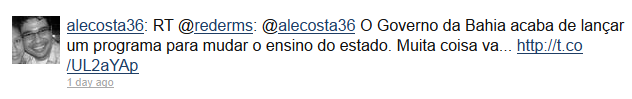 alecosta36: RT @rederms: @alecosta36 O Governo da Bahia acaba de lançar
um programa para mudar o ensino do estado. Muita coisa va... http://t.co
/UL2aYAp
1 day ago